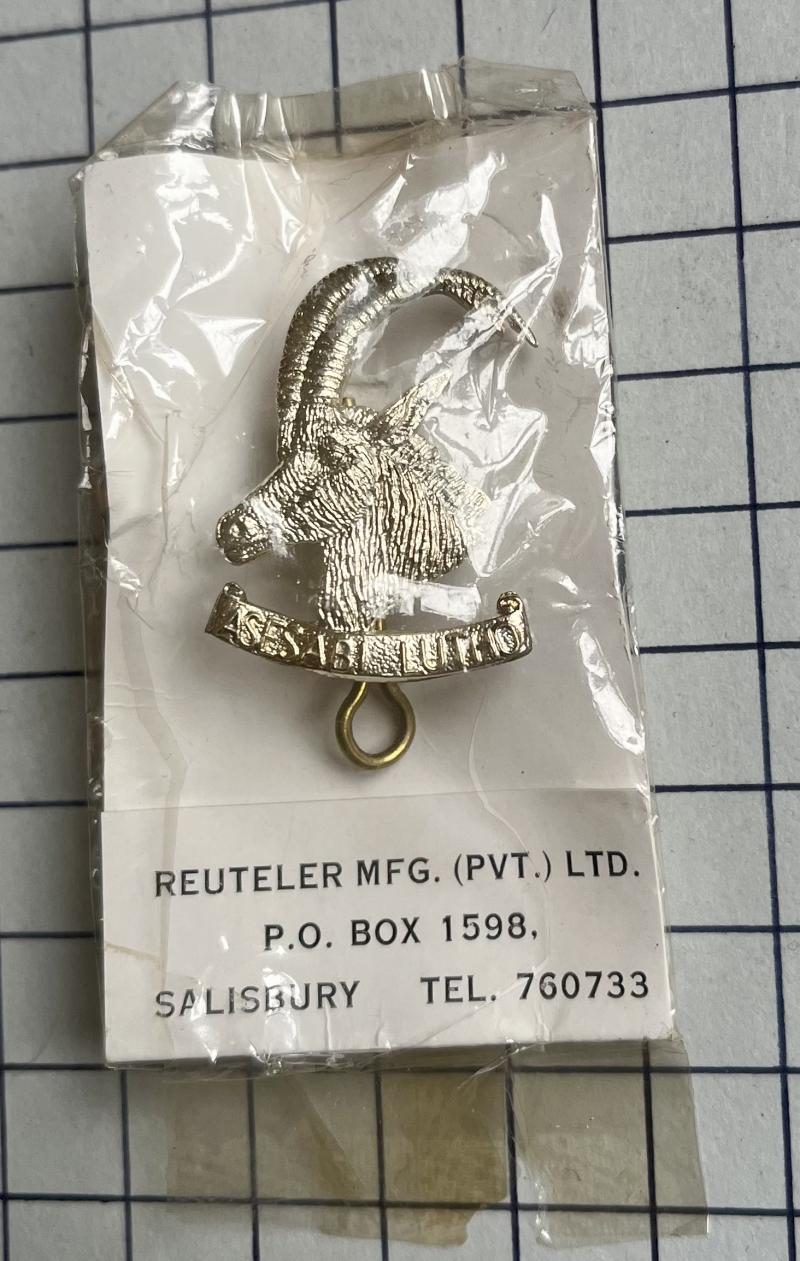 ASESABI LUTHO
REUTELER MFG. (PVT.) LTD.
P.O. BOX 1598,
SALISBURY TEL. 760733